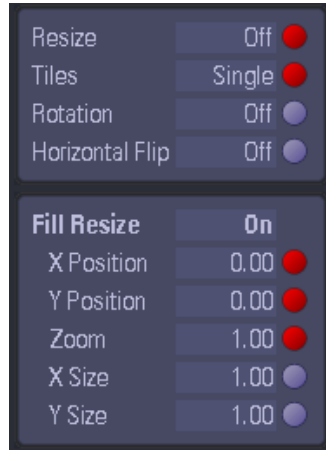 Resize Off
Tiles Single
Rotation Off
Horizontal Flip Off
Fill Resize On
X Position 0.00
Y Position 0.00
Zoom 1.00
X Size 1.00
Y Size 1.00